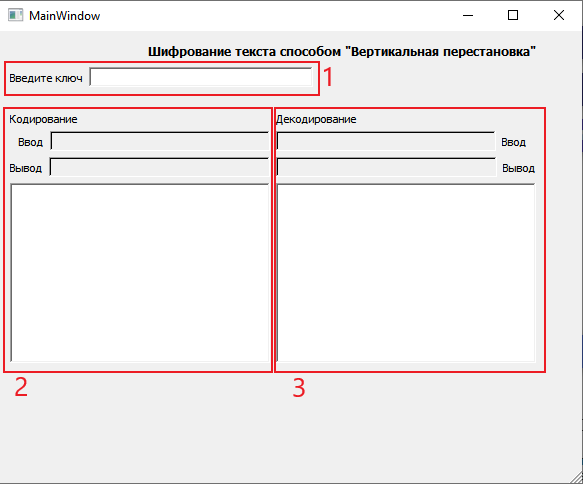 MainWindow
Шифрование текста способом "Вертикальная перестановка"
Введите ключ 1
Кодирование Декодирование
Ввод Ввод
Вывод Вывод
2 3